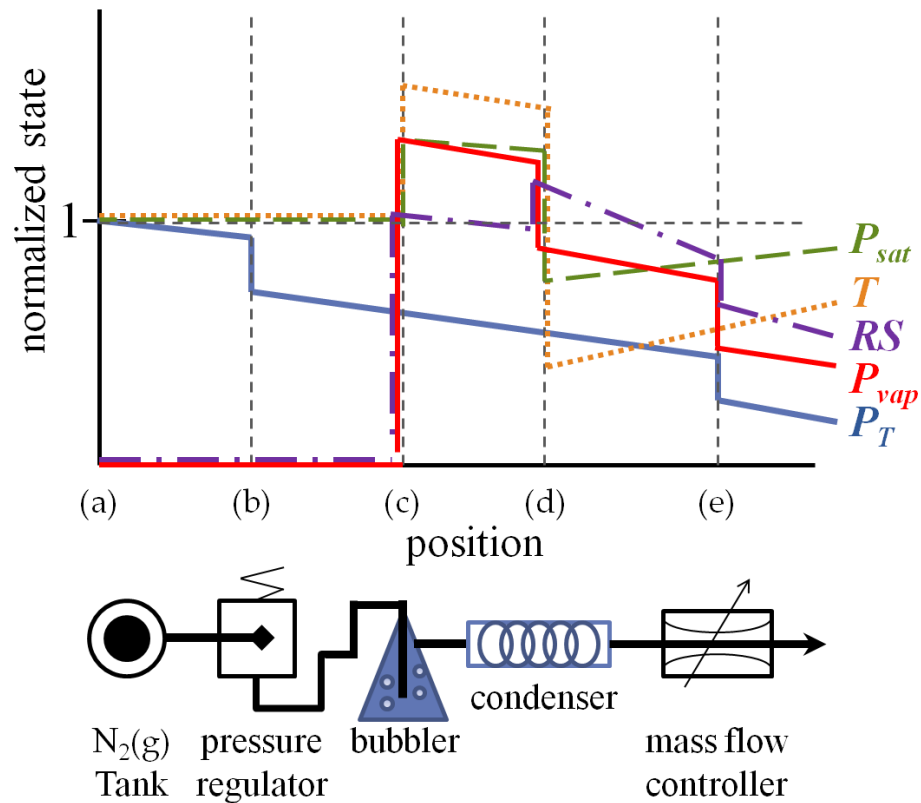 normalized state
1
P_sat
T
RS
P_vap
P_T
(a) (b) (c) (d) (e)
position
N₂(g) Tank
pressure regulator
bubbler
condenser
mass flow controller